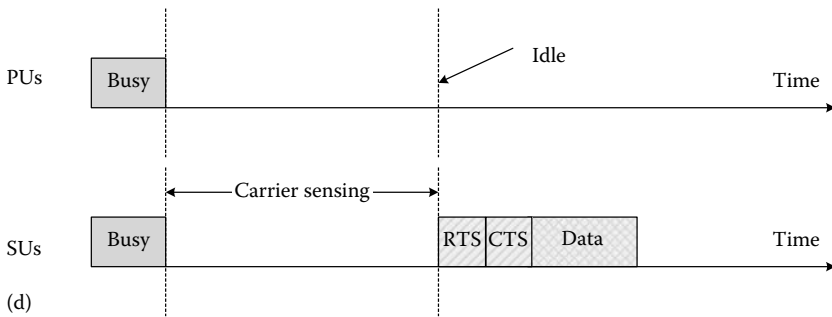 Idle
PUs
Busy
Time
Carrier sensing
SUs
Busy
RTS
CTS
Data
Time
(d)